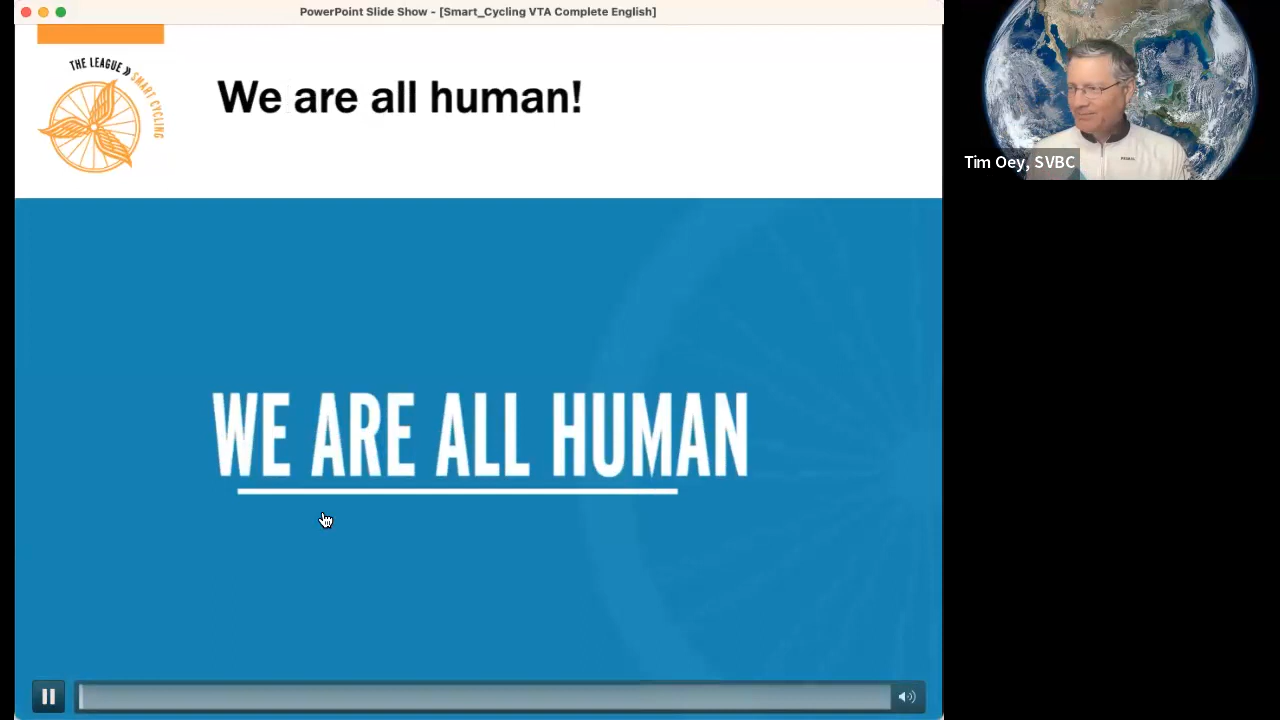 PowerPoint Slide Show - [Smart_Cycling VTA Complete English]
THE LEAGUE » SMART CYCLING
We are all human!
Tim Oey, SVBC
WE ARE ALL HUMAN